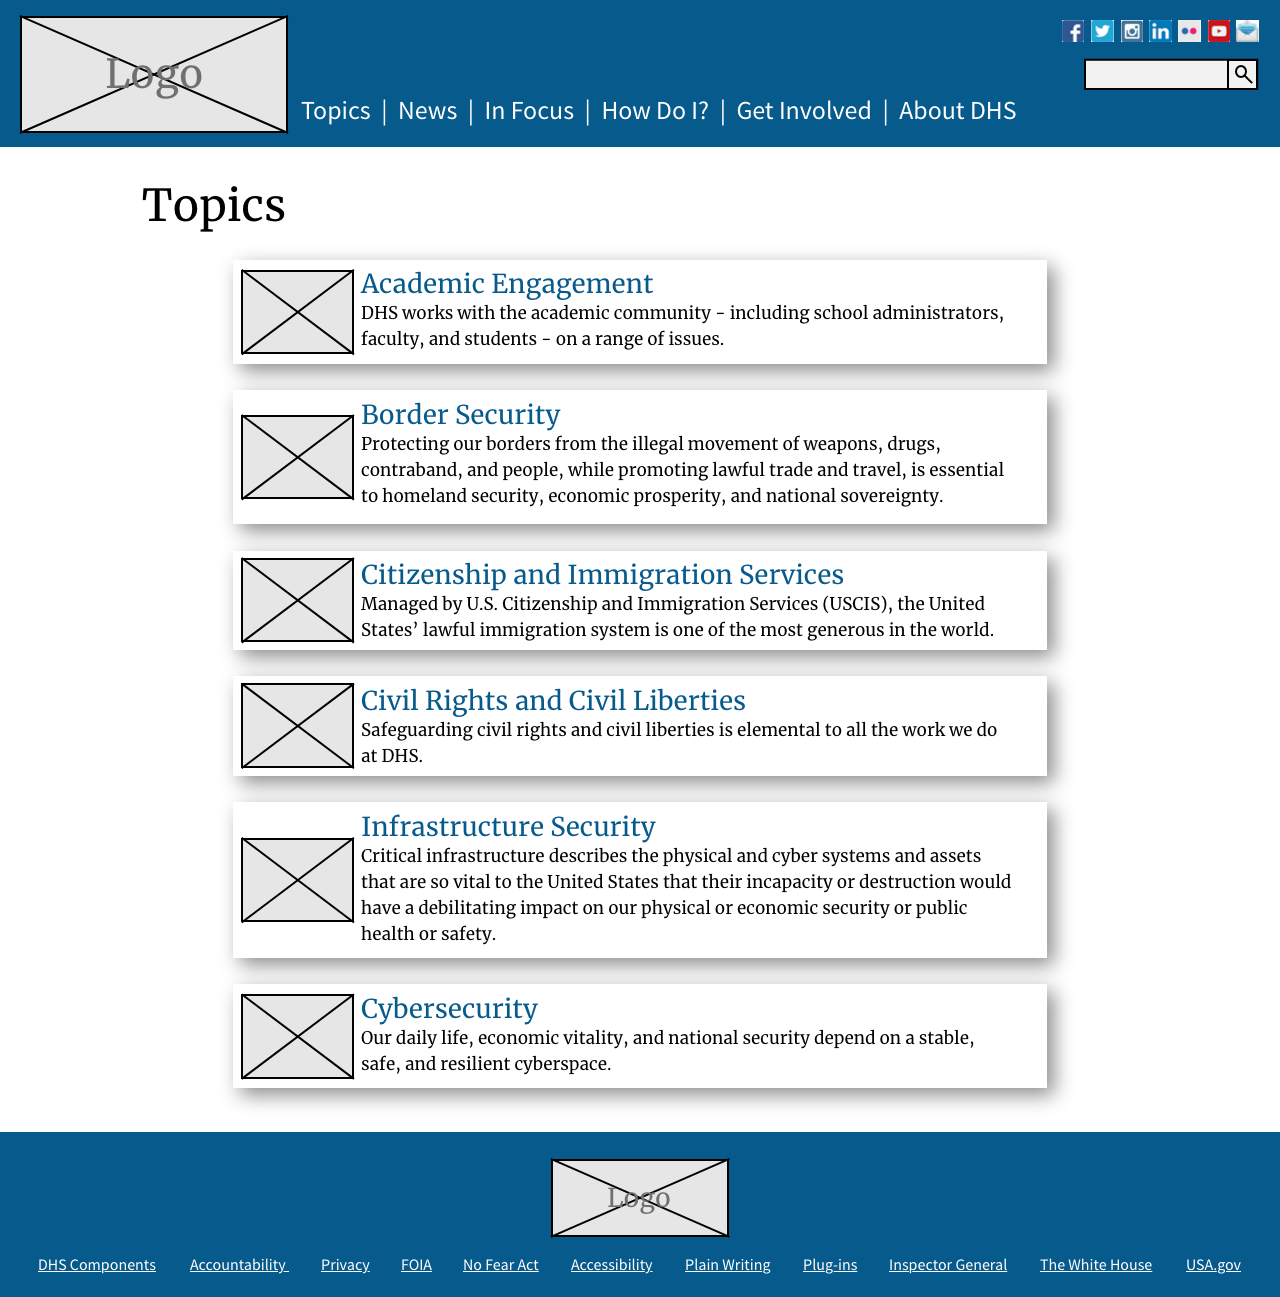 Logo
Topics | News | In Focus | How Do I? | Get Involved | About DHS
Topics
Academic Engagement
DHS works with the academic community - including school administrators,
faculty, and students - on a range of issues.
Border Security
Protecting our borders from the illegal movement of weapons, drugs,
contraband, and people, while promoting lawful trade and travel, is essential
to homeland security, economic prosperity, and national sovereignty.
Citizenship and Immigration Services
Managed by U.S. Citizenship and Immigration Services (USCIS), the United
States’ lawful immigration system is one of the most generous in the world.
Civil Rights and Civil Liberties
Safeguarding civil rights and civil liberties is elemental to all the work we do
at DHS.
Infrastructure Security
Critical infrastructure describes the physical and cyber systems and assets
that are so vital to the United States that their incapacity or destruction would
have a debilitating impact on our physical or economic security or public
health or safety.
Cybersecurity
Our daily life, economic vitality, and national security depend on a stable,
safe, and resilient cyberspace.
Logo
DHS Components Accountability Privacy FOIA No Fear Act Accessibility Plain Writing Plug-ins Inspector General The White House USA.gov